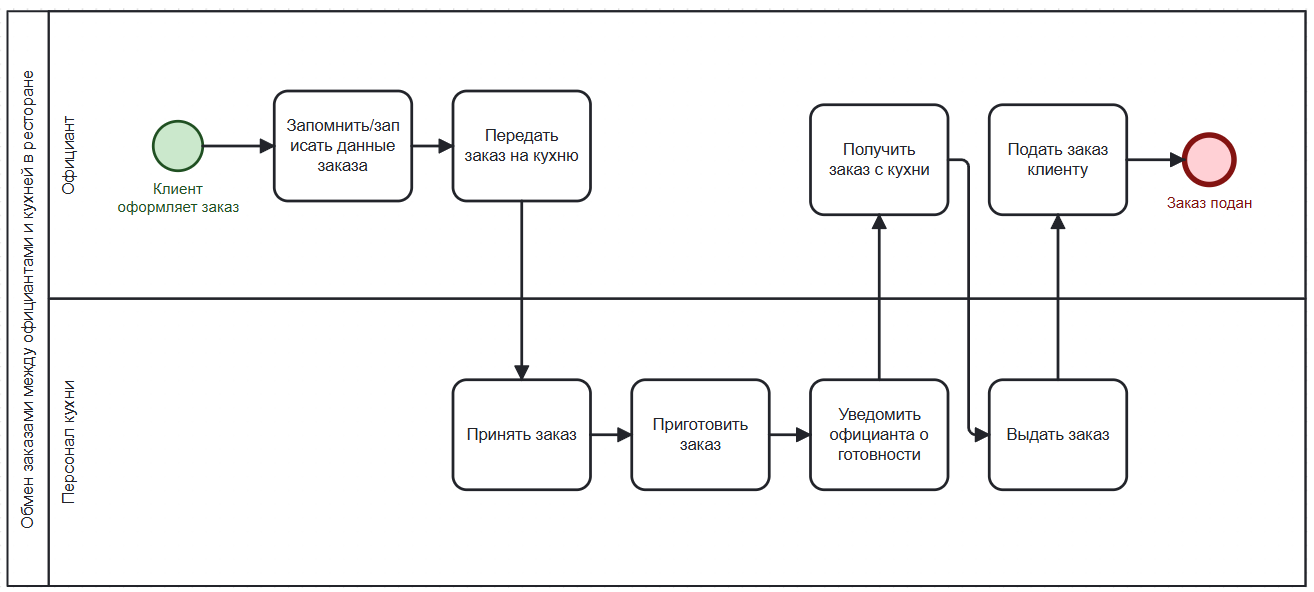 Обмен заказами между официантами и кухней в ресторане
Официант
Клиент
оформляет заказ
Запомнить/зап
исать данные
заказа
Передать
заказ на кухню
Получить
заказ с кухни
Подать заказ
клиенту
Заказ подан
Персонал кухни
Принять заказ
Приготовить
заказ
Уведомить
официанта о
готовности
Выдать заказ